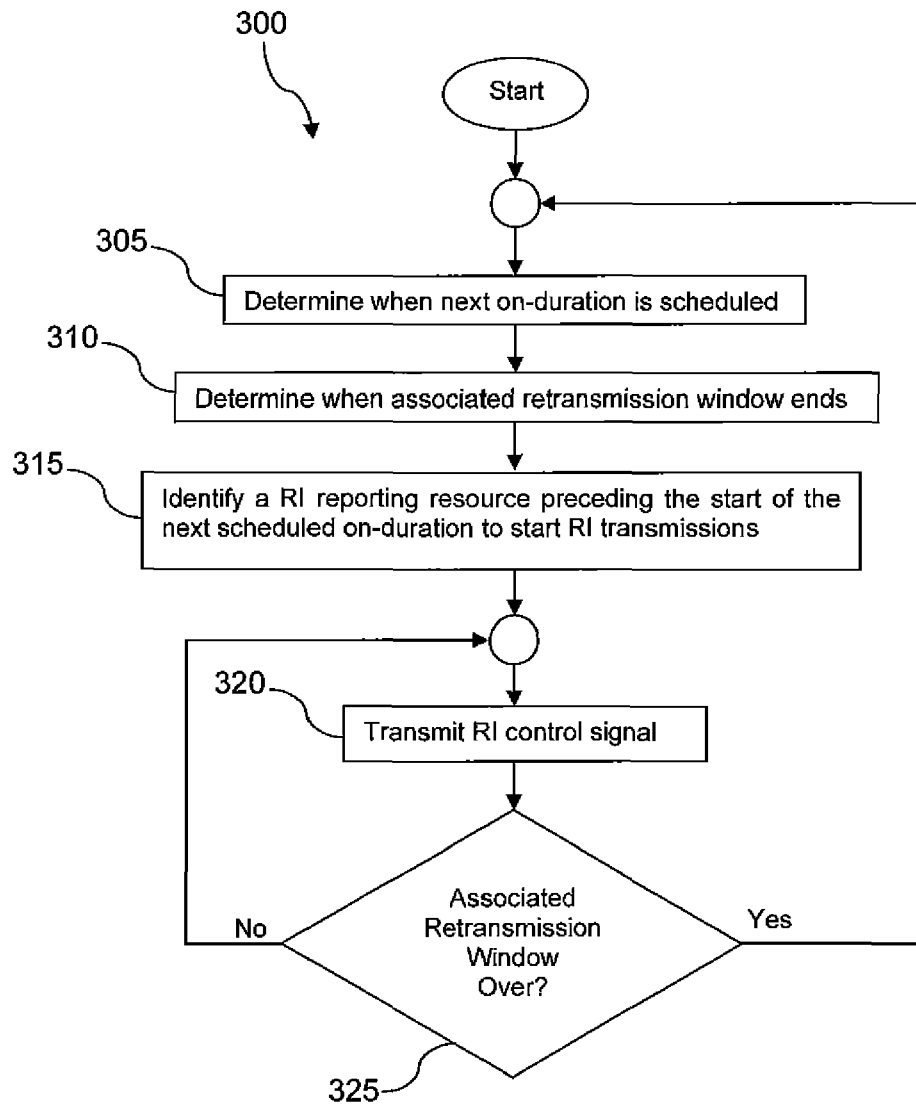 300
Start
305
Determine when next on-duration is scheduled
310
Determine when associated retransmission window ends
315
Identify a RI reporting resource preceding the start of the
next scheduled on-duration to start RI transmissions
320
Transmit RI control signal
Associated
Retransmission
Window
Over?
No
Yes
325